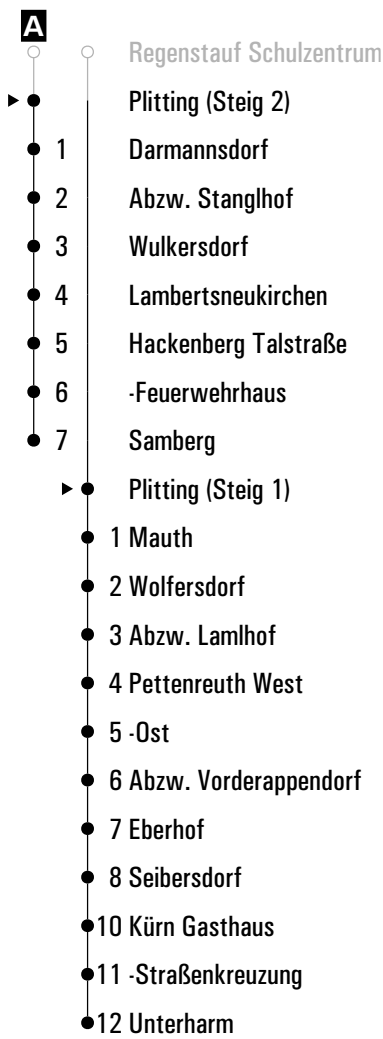 A
Regenstauf Schulzentrum
Plitting (Steig 2)
1 Darmannsdorf
2 Abzw. Stanglhof
3 Wulkersdorf
4 Lambertsneukirchen
5 Hackenberg Talstraße
6 -Feuerwehrhaus
7 Samberg
Plitting (Steig 1)
1 Mauth
2 Wolfersdorf
3 Abzw. Lamlhof
4 Pettenreuth West
5 -Ost
6 Abzw. Vorderappendorf
7 Eberhof
8 Seibersdorf
10 Kürn Gasthaus
11 -Straßenkreuzung
12 Unterharm